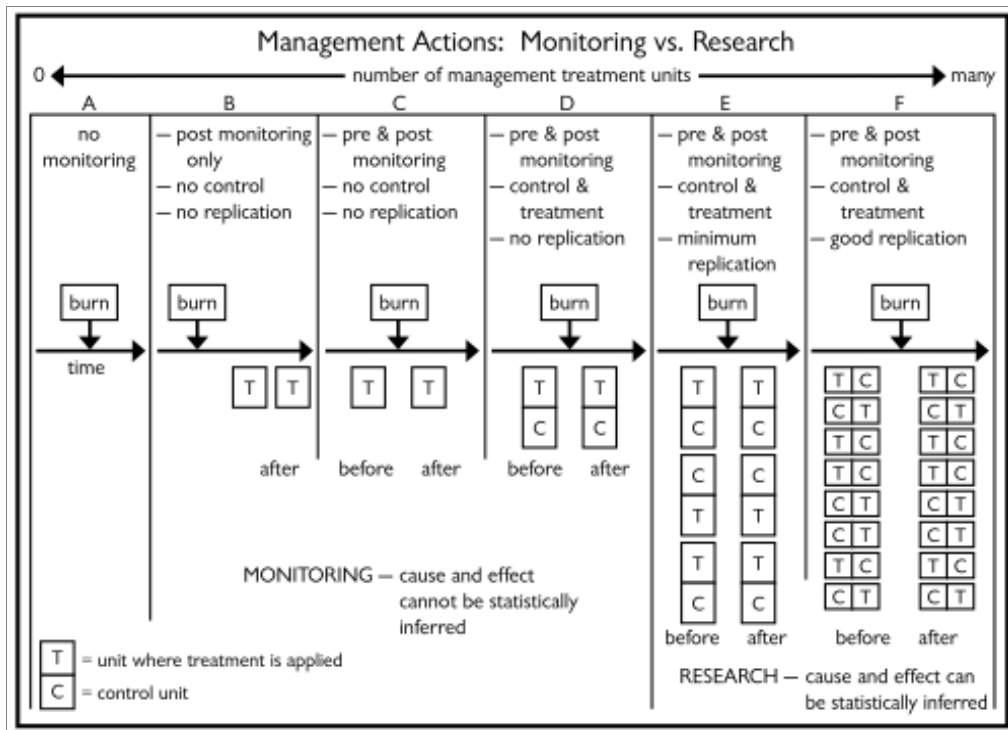 Management Actions: Monitoring vs. Research
0 number of management treatment units many
A B C D E F
no
monitoring
— post monitoring
only
— no control
— no replication
— pre & post
monitoring
— no control
— no replication
— pre & post
monitoring
— control &
treatment
— no replication
— pre & post
monitoring
— control &
treatment
— minimum
replication
— pre & post
monitoring
— control &
treatment
— good replication
burn burn burn burn burn burn
time
T T
after
T T
before after
T T
C C
before after
T T
C C
C C
T T
T T
C C
before after
T C T C
C T C T
T C T C
T C T C
C T C T
C T C T
T C T C
C T C T
before after
MONITORING — cause and effect
cannot be statistically
inferred
T = unit where treatment is applied
C = control unit
RESEARCH — cause and effect can
be statistically inferred